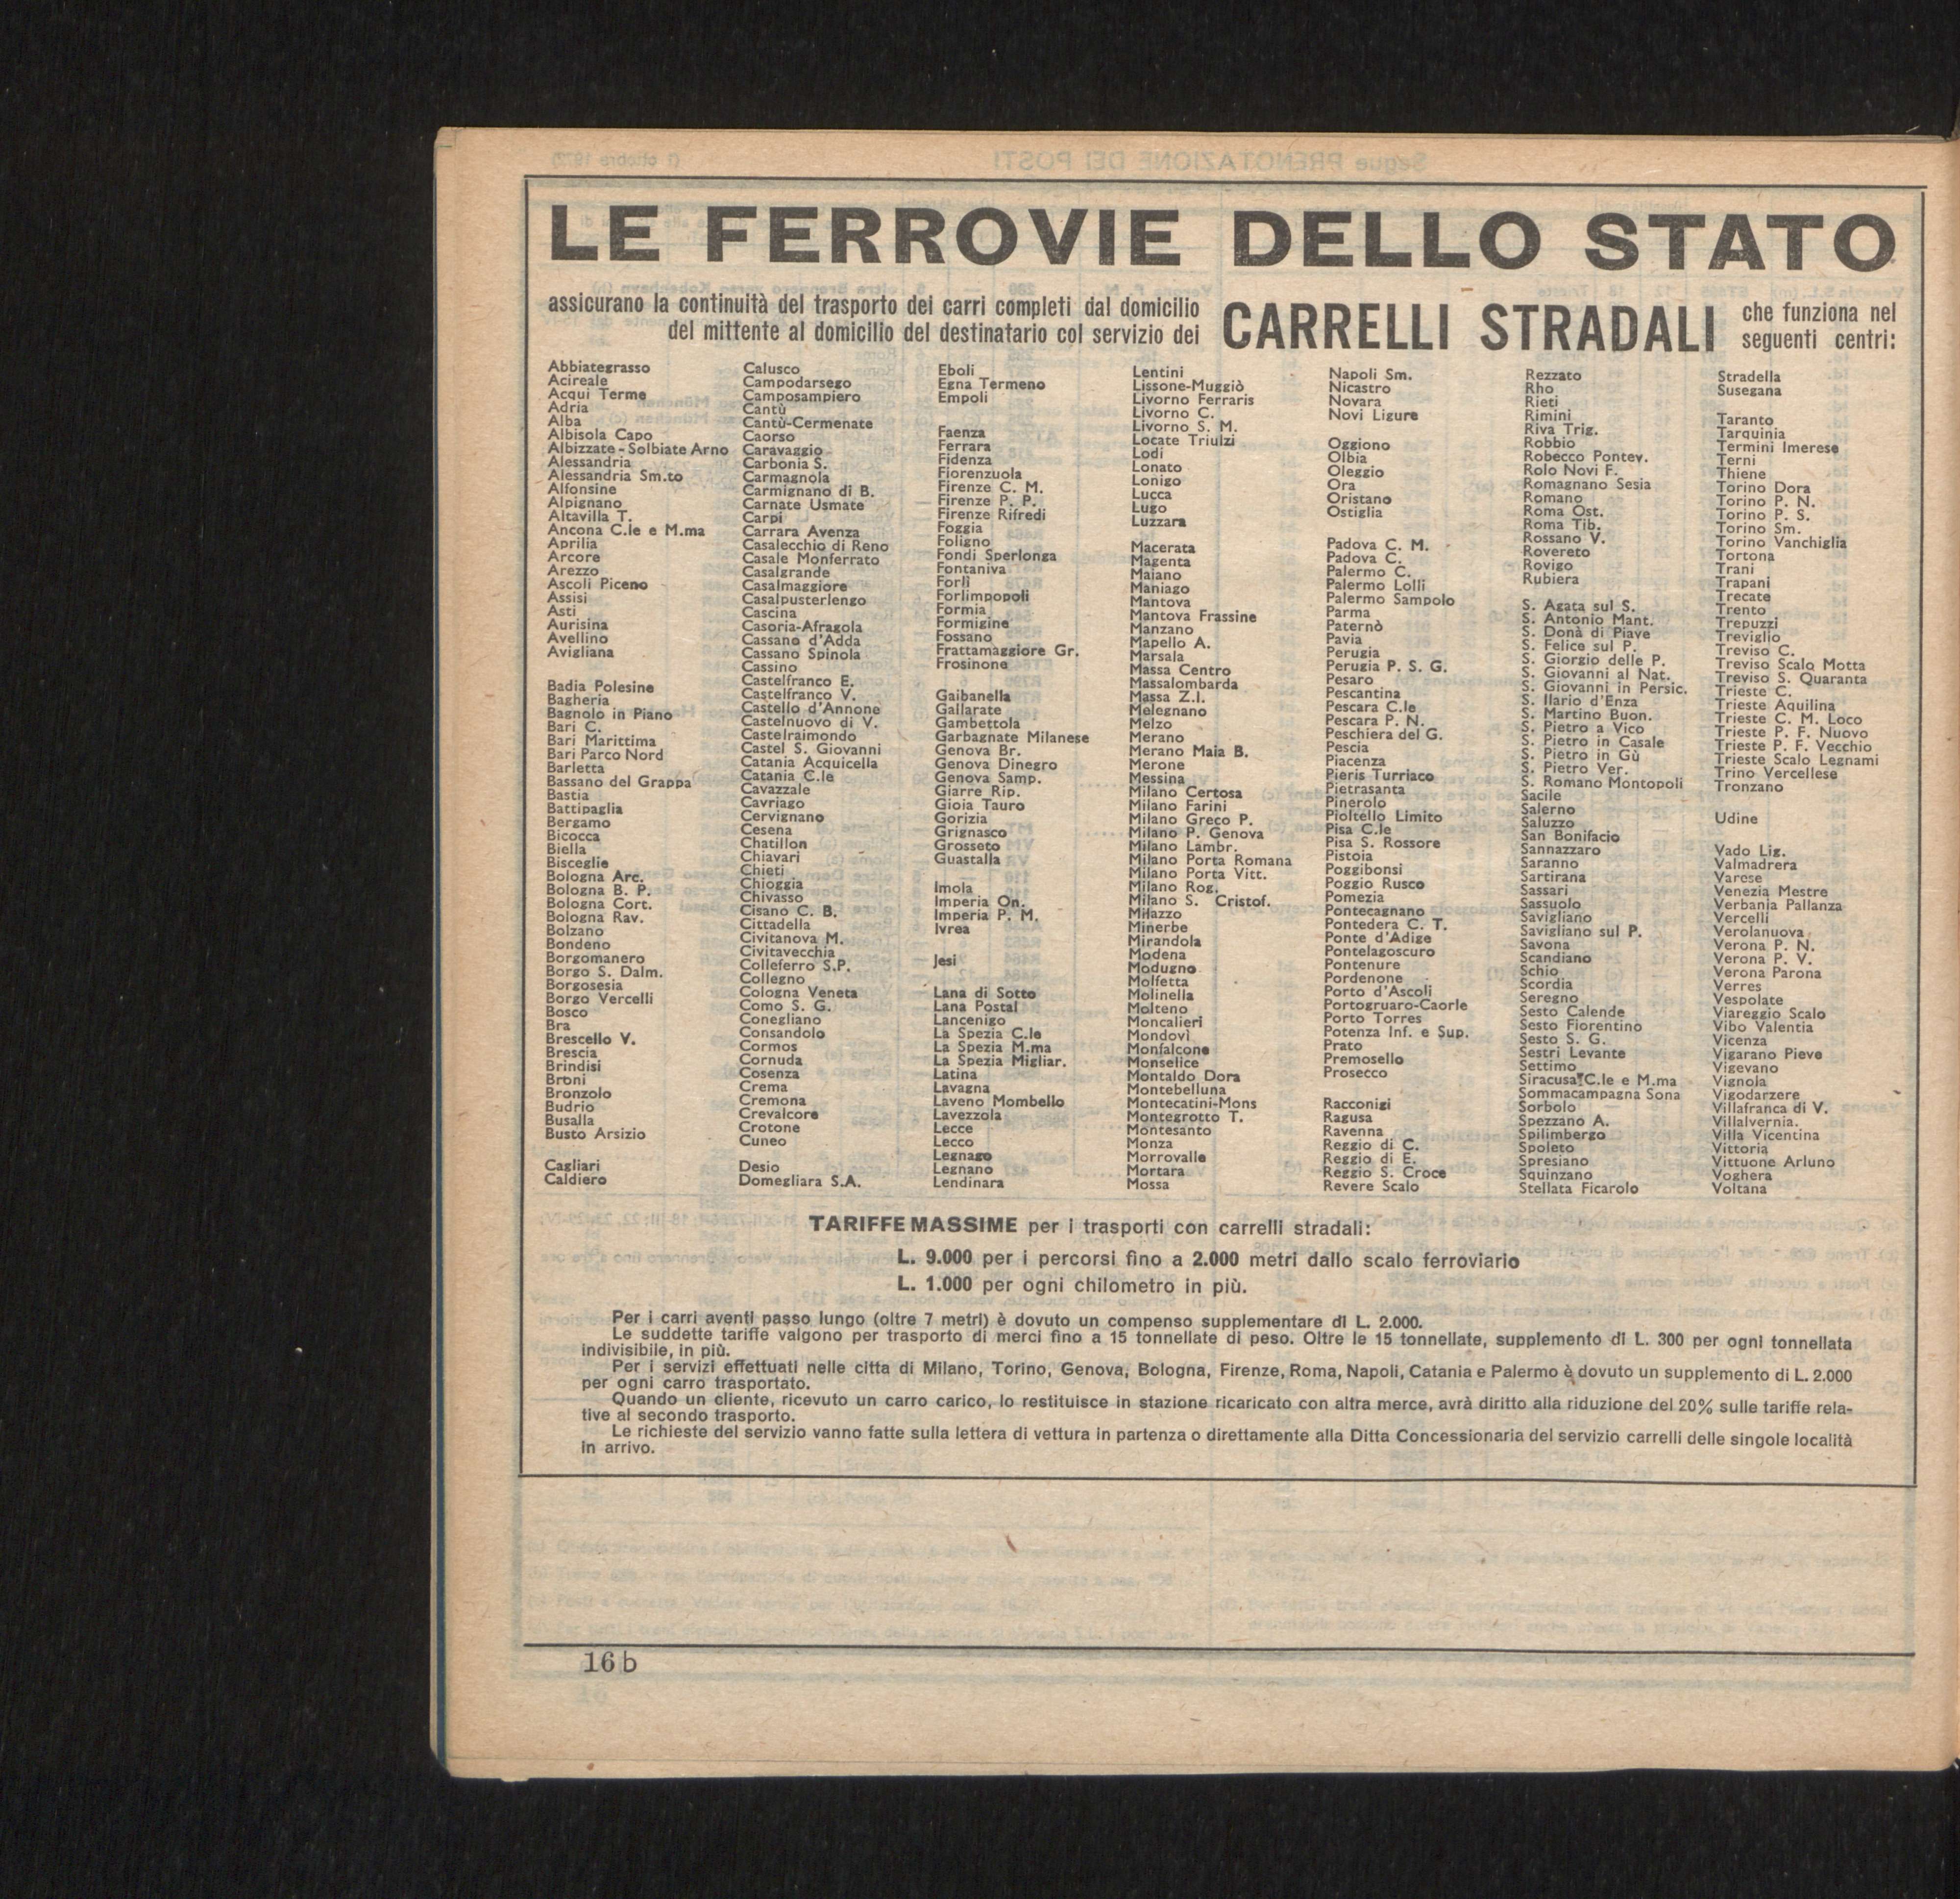 LE FERROVIE DELLO STATO
assicurano la continuità del trasporto dei carri completi dal domicilio
del mittente al domicilio del destinatario col servizio dei
CARRELLI STRADALI
che funziona nel
seguenti centri:
Abbiategrasso
Acireale
Acqui Terme
Adria
Alba
Albisola Capo
Albizzate-Solbiate Arno
Alessandria
Alessandria Sm.to
Alfonsine
Alpignano
Altavilla T.
Ancona C.le e M.ma
Aprilia
Arcore
Arezzo
Ascoli Piceno
Assisi
Asti
Aurisina
Avellino
Avigliana
Badia Polesine
Bagheria
Bagnolo in Piano
Bari C.
Bari Marittima
Bari Parco Nord
Barletta
Bassano del Grappa
Bastia
Battipaglia
Bergamo
Bicocca
Biella
Bisceglie
Bologna Arc.
Bologna B. P.
Bologna Cort.
Bologna Rav.
Bolzano
Bondeno
Borgomanero
Borgo S. Dalm.
Borgosesia
Borgo Vercelli
Bosco
Bra
Brescello V.
Brescia
Brindisi
Broni
Bronzolo
Budrio
Busalla
Busto Arsizio
Cagliari
Caldiero
Calusco
Campodarsego
Camposampiero
Cantù
Cantù-Cermenate
Caorso
Caravaggio
Carbonia S.
Carmagnola
Carmignano di B.
Carnate Usmate
Carpi
Carrara Avenza
Casalecchio di Reno
Casale Monferrato
Casalgrande
Casalmaggiore
Casalpusterlengo
Cascina
Casoria-Afragola
Cassano d'Adda
Cassano Spinola
Cassino
Castelfranco E.
Castelfranco V.
Castello d'Annone
Castelnuovo di V.
Castelraimondo
Castel S. Giovanni
Catania Acquicella
Catania C.le
Cavazzale
Cavriago
Cervignano
Cesena
Chatillon
Chiavari
Chieti
Chioggia
Chivasso
Cisano C. B.
Cittadella
Civitanova M.
Civitavecchia
Colleferro S.P.
Collegno
Cologna Veneta
Como S. G.
Conegliano
Consandolo
Cormos
Cornuda
Cosenza
Crema
Cremona
Crevalcore
Crotone
Cuneo
Desio
Domegliara S.A.
Eboli
Egna Termeno
Empoli
Faenza
Ferrara
Fidenza
Fiorenzuola
Firenze C. M.
Firenze P. P.
Firenze Rifredi
Foggia
Foligno
Fondi Sperlonga
Fontaniva
Forlì
Forlimpopoli
Formia
Formigine
Fossano
Frattamaggiore Gr.
Frosinone
Gaibanella
Gallarate
Gambettola
Garbagnate Milanese
Genova Br.
Genova Dinegro
Genova Samp.
Giarre Rip.
Gioia Tauro
Gorizia
Grignasco
Grosseto
Guastalla
Imola
Imperia On.
Imperia P. M.
Ivrea
Jesi
Lana di Sotto
Lana Postal
Lancenigo
La Spezia C.le
La Spezia M.ma
La Spezia Migliar.
Latina
Lavagna
Laveno Mombello
Lavezzola
Lecce
Lecco
Legnago
Legnano
Lendinara
Lentini
Lissone-Muggiò
Livorno Ferraris
Livorno C.
Livorno S. M.
Locate Triulzi
Lodi
Lonato
Lonigo
Lucca
Lugo
Luzzara
Macerata
Magenta
Maiano
Maniago
Mantova
Mantova Frassine
Manzano
Mapello A.
Marsala
Massa Centro
Massalombarda
Massa Z.I.
Melegnano
Melzo
Merano
Merano Maia B.
Merone
Messina
Milano Certosa
Milano Farini
Milano Greco P.
Milano P. Genova
Milano Lambr.
Milano Porta Romana
Milano Porta Vitt.
Milano Rog.
Milano S. Cristof.
Milazzo
Minerbe
Mirandola
Modena
Modugno
Molfetta
Molinella
Molteno
Moncalieri
Mondovì
Monfalcone
Monselice
Montaldo Dora
Montebelluna
Montecatini-Mons
Montegrotto T.
Montesanto
Monza
Morrovalle
Mortara
Mossa
Napoli Sm.
Nicastro
Novara
Novi Ligure
Oggiono
Olbia
Oleggio
Ora
Oristano
Ostiglia
Padova C. M.
Padova C.
Palermo C.
Palermo Lolli
Palermo Sampolo
Parma
Paternò
Pavia
Perugia
Perugia P. S. G.
Pesaro
Pescantina
Pescara C.le
Pescara P. N.
Peschiera del G.
Pescia
Piacenza
Pieris Turriaco
Pietrasanta
Pinerolo
Pioltello Limito
Pisa C.le
Pisa S. Rossore
Pistoia
Poggibonsi
Poggio Rusco
Pomezia
Pontecagnano
Pontedera C. T.
Ponte d'Adige
Pontelagoscuro
Pontenure
Pordenone
Porto d'Ascoli
Portogruaro-Caorle
Porto Torres
Potenza Inf. e Sup.
Prato
Premosello
Prosecco
Racconigi
Ragusa
Ravenna
Reggio di C.
Reggio di E.
Reggio S. Croce
Revere Scalo
Rezzato
Rho
Rieti
Rimini
Riva Trig.
Robbio
Robecco Pontev.
Rolo Novi F.
Romagnano Sesia
Romano
Roma Ost.
Roma Tib.
Rossano V.
Rovereto
Rovigo
Rubiera
S. Agata sul S.
S. Antonio Mant.
S. Donà di Piave
S. Felice sul P.
S. Giorgio delle P.
S. Giovanni al Nat.
S. Giovanni in Persic.
S. Ilario d'Enza
S. Martino Buon.
S. Pietro a Vico
S. Pietro in Casale
S. Pietro in Gù
S. Pietro Ver.
S. Romano Montopoli
Sacile
Salerno
Saluzzo
San Bonifacio
Sannazzaro
Saranno
Sartirana
Sassari
Sassuolo
Savigliano
Savigliano sul P.
Savona
Scandiano
Schio
Scordia
Seregno
Sesto Calende
Sesto Fiorentino
Sesto S. G.
Sestri Levante
Settimo
Siracusa C.le e M.ma
Sommacampagna Sona
Sorbolo
Spezzano A.
Spilimbergo
Spoleto
Spresiano
Squinzano
Stellata Ficarolo
Stradella
Susegana
Taranto
Tarquinia
Termini Imerese
Terni
Thiene
Torino Dora
Torino P. N.
Torino P. S.
Torino Sm.
Torino Vanchiglia
Tortona
Trani
Trapani
Trecate
Trento
Trepuzzi
Treviglio
Treviso C.
Treviso Scalo Motta
Treviso S. Quaranta
Trieste C.
Trieste Aquilina
Trieste C. M. Loco
Trieste P. F. Nuovo
Trieste P. F. Vecchio
Trieste Scalo Legnami
Trino Vercellese
Tronzano
Udine
Vado Lig.
Valmadrera
Varese
Venezia Mestre
Verbania Pallanza
Vercelli
Verolanuova
Verona P. N.
Verona P. V.
Verona Parona
Verres
Vespolate
Viareggio Scalo
Vibo Valentia
Vicenza
Vigarano Pieve
Vigevano
Vignola
Vigodarzere
Villafranca di V.
Villalvernia.
Villa Vicentina
Vittoria
Vittuone Arluno
Voghera
Voltana
TARIFFE MASSIME per i trasporti con carrelli stradali:
L. 9.000 per i percorsi fino a 2.000 metri dallo scalo ferroviario
L. 1.000 per ogni chilometro in più.
Per i carri aventi passo lungo (oltre 7 metri) è dovuto un compenso supplementare di L. 2.000.
Le suddette tariffe valgono per trasporto di merci fino a 15 tonnellate di peso. Oltre le 15 tonnellate, supplemento di L. 300 per ogni tonnellata
indivisibile, in più.
Per i servizi effettuati nelle citta di Milano, Torino, Genova, Bologna, Firenze, Roma, Napoli, Catania e Palermo è dovuto un supplemento di L. 2.000
per ogni carro trasportato.
Quando un cliente, ricevuto un carro carico, lo restituisce in stazione ricaricato con altra merce, avrà diritto alla riduzione del 20% sulle tariffe rela-
tive al secondo trasporto.
Le richieste del servizio vanno fatte sulla lettera di vettura in partenza o direttamente alla Ditta Concessionaria del servizio carrelli delle singole località
in arrivo.
16 b